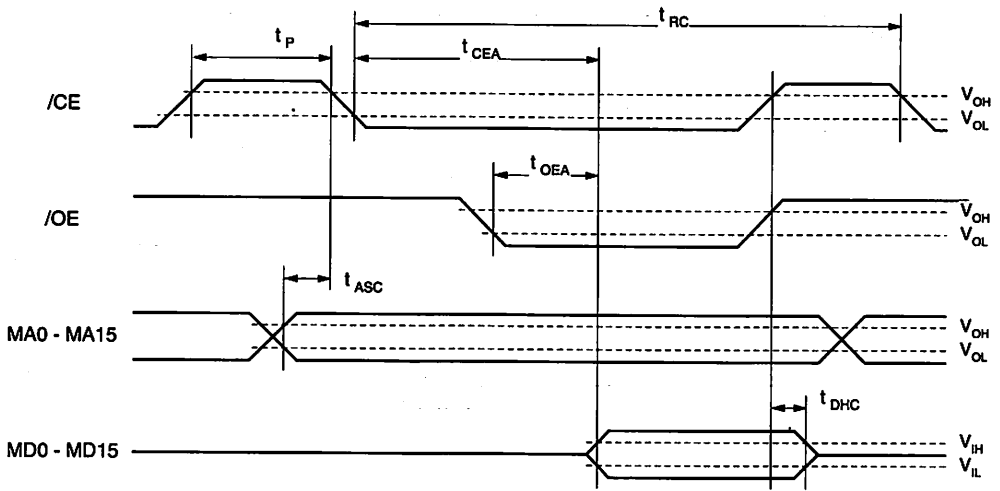 t RC
t P
t CEA
/CE
V OH
V OL
t OEA
/OE
V OH
V OL
t ASC
MA0 - MA15
V OH
V OL
t DHC
MD0 - MD15
V IH
V IL